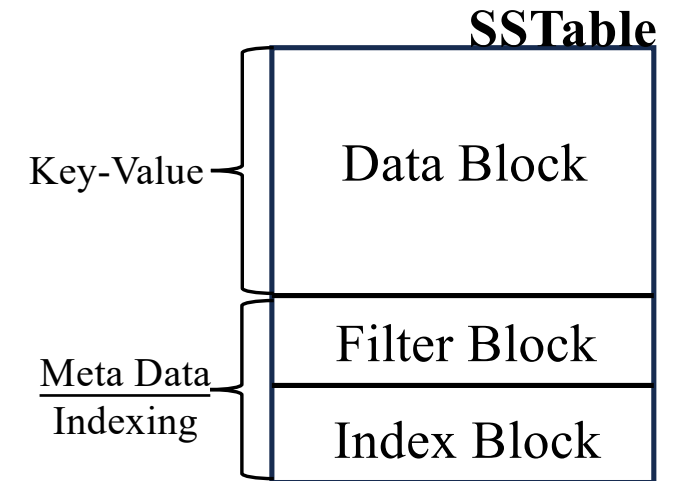 SSTable
Key-Value
Data Block
Filter Block
Meta Data
Indexing
Index Block